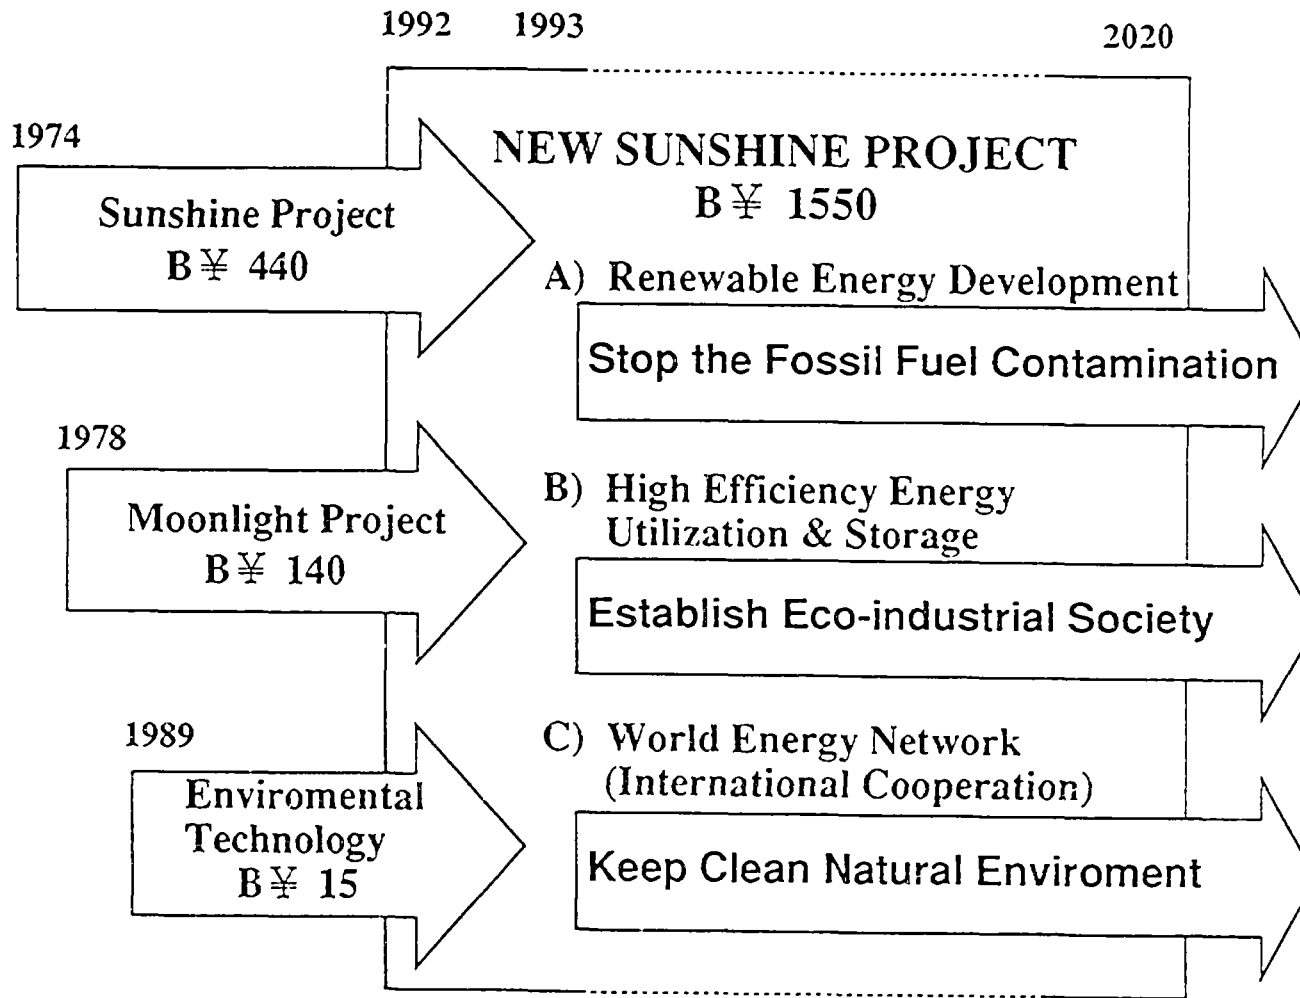 1992 1993 2020
1974
NEW SUNSHINE PROJECT
B¥ 1550
Sunshine Project
B¥ 440
A) Renewable Energy Development
Stop the Fossil Fuel Contamination
1978
Moonlight Project
B¥ 140
B) High Efficiency Energy
Utilization & Storage
Establish Eco-industrial Society
1989
Enviromental
Technology
B¥ 15
C) World Energy Network
(International Cooperation)
Keep Clean Natural Enviroment